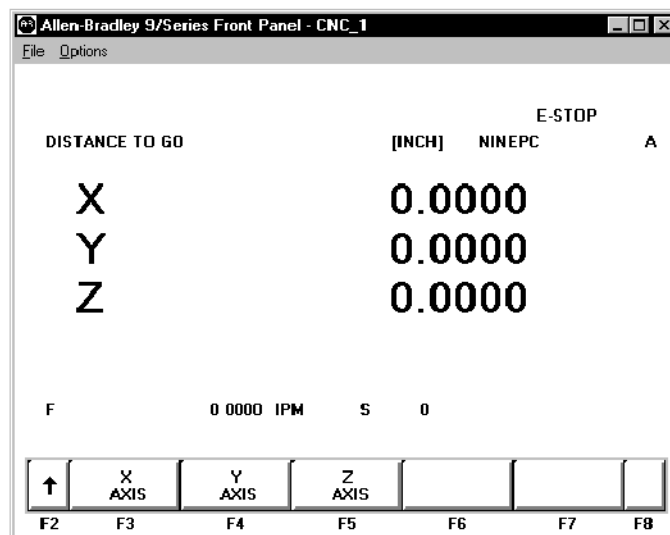 Allen-Bradley 9/Series Front Panel - CNC_1
File Options
E-STOP
DISTANCE TO GO [INCH] NINEPC A
X 0.0000
Y 0.0000
Z 0.0000
F 0 0000 IPM S 0
X AXIS Y AXIS Z AXIS
F2 F3 F4 F5 F6 F7 F8